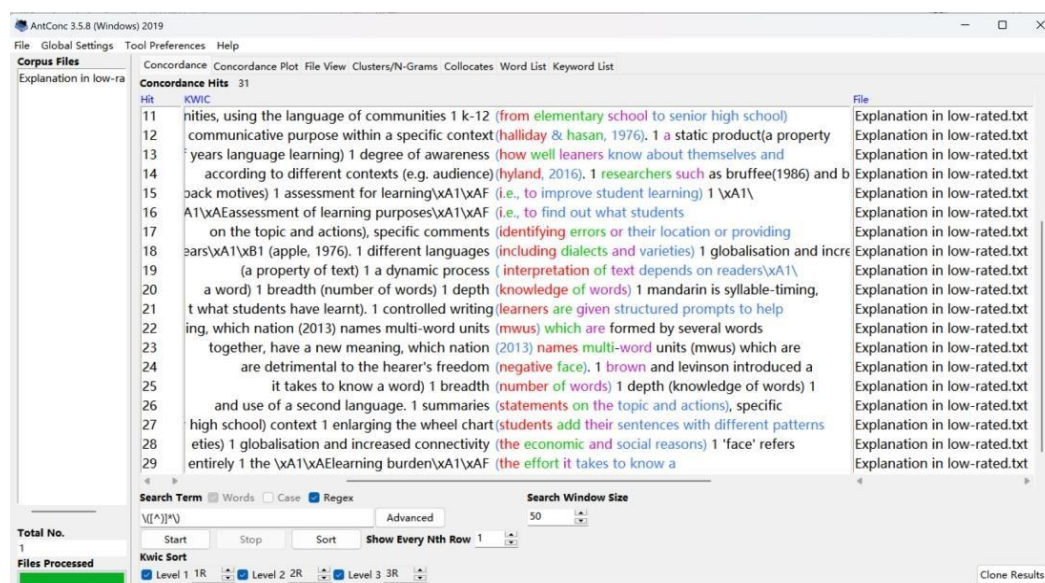 AntConc 3.5.8 (Windows) 2019
File Global Settings Tool Preferences Help
Corpus Files
Explanation in low-ra
Concordance Concordance Plot File View Clusters/N-Grams Collocates Word List Keyword List
Concordance Hits 31
Hit KWIC File
11 nities, using the language of communities 1 k-12 (from elementary school to senior high school) Explanation in low-rated.txt
12 communicative purpose within a specific context (halliday & hasan, 1976). 1 a static product(a property Explanation in low-rated.txt
13 years language learning) 1 degree of awareness (how well leaners know about themselves and Explanation in low-rated.txt
14 according to different contexts (e.g. audience) (hyland, 2016). 1 researchers such as bruffee(1986) and b Explanation in low-rated.txt
15 back motives) 1 assessment for learning\xA1\xAF (i.e., to improve student learning) 1 \xA1\ Explanation in low-rated.txt
16 A1\xAEassessment of learning purposes\xA1\xAF (i.e., to find out what students Explanation in low-rated.txt
17 on the topic and actions), specific comments (identifying errors or their location or providing Explanation in low-rated.txt
18 ears\xA1\xB1 (apple, 1976). 1 different languages (including dialects and varieties) 1 globalisation and incre Explanation in low-rated.txt
19 (a property of text) 1 a dynamic process ( interpretation of text depends on readers\xA1\ Explanation in low-rated.txt
20 a word) 1 breadth (number of words) 1 depth (knowledge of words) 1 mandarin is syllable-timing, Explanation in low-rated.txt
21 t what students have learnt). 1 controlled writing (learners are given structured prompts to help Explanation in low-rated.txt
22 ing, which nation (2013) names multi-word units (mwus) which are formed by several words Explanation in low-rated.txt
23 together, have a new meaning, which nation (2013) names multi-word units (mwus) which are Explanation in low-rated.txt
24 are detrimental to the hearer's freedom (negative face). 1 brown and levinson introduced a Explanation in low-rated.txt
25 it takes to know a word) 1 breadth (number of words) 1 depth (knowledge of words) 1 Explanation in low-rated.txt
26 and use of a second language. 1 summaries (statements on the topic and actions), specific Explanation in low-rated.txt
27 high school) context 1 enlarging the wheel chart (students add their sentences with different patterns Explanation in low-rated.txt
28 eties) 1 globalisation and increased connectivity (the economic and social reasons) 1 'face' refers Explanation in low-rated.txt
29 entirely 1 the \xA1\xAElearning burden\xA1\xAF (the effort it takes to know a Explanation in low-rated.txt
Search Term Words Case Regex Search Window Size
\([^)]*\) Advanced 50
Total No.
1
Start Stop Sort Show Every Nth Row 1
Files Processed
Kwic Sort
Level 1 1R Level 2 2R Level 3 3R Clone Results